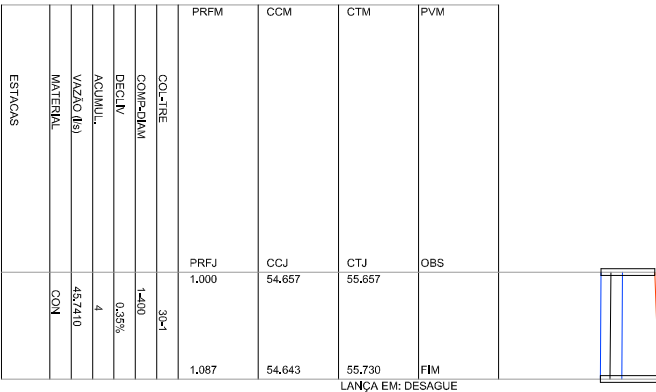 PRFM CCM CTM PVM
ESTACAS
MATERIAL
VAZÃO (l/s)
ACUMUL.
DECLIV
COMP-DIAM
COL-TRE
PRFJ CCJ CTJ OBS
1.000 54.657 55.657
CON
45.7410
4
0.35%
1-400
30-1
1.087 54.643 55.730 FIM
LANÇA EM: DESAGUE